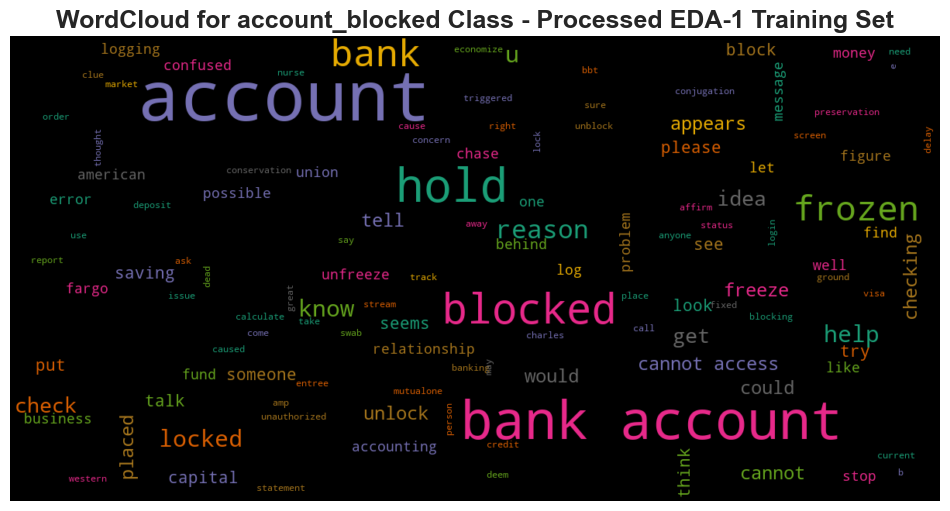 WordCloud for account_blocked Class - Processed EDA-1 Training Set
logging
bank
economize
u
block
money
need
clue
confused
nurse
bbt
e
market
account
triggered
conjugation
message
order
sure
preservation
thought
cause
right
unblock
appears
screen
delay
concern
lock
please
chase
let
figure
american
conservation
union
possible
hold
idea
error
deposit
one
affirm
frozen
tell
away
reason
status
login
find
use
say
behind
problem
anyone
see
checking
report
ask
dead
saving
unfreeze
track
log
well
ground
fargo
issue
great
know
stream
blocked
place
look
fixed
freeze
visa
calculate
take
seems
call
blocking
come
swab
charles
help
caused
relationship
get
try
put
fund
someone
entree
banking
day
would
cannot access
like
mutualone
could
check
talk
amp
unauthorized
unlock
person
bank account
business
placed
locked
accounting
credit
western
capital
statement
deem
think
cannot
stop
current
b